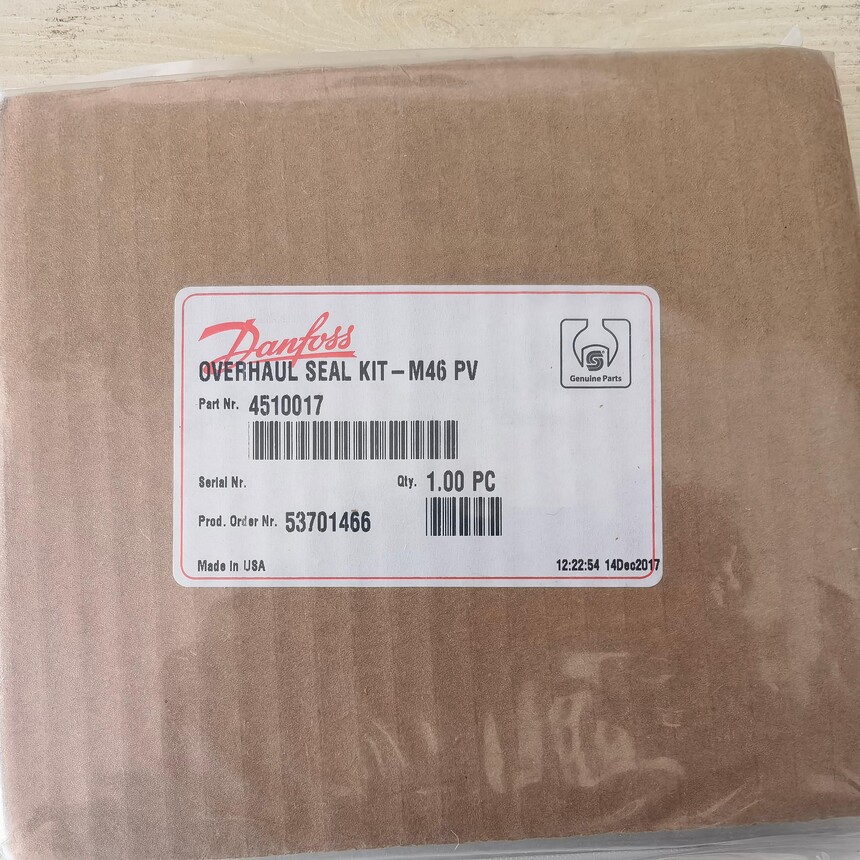 Danfoss
OVERHAUL SEAL KIT-M46 PV
Genuine Parts
Part Nr. 4510017
Serial Nr. Qty. 1.00 PC
Prod. Order Nr. 53701466
Made in USA 12:22:54 14Dec2017